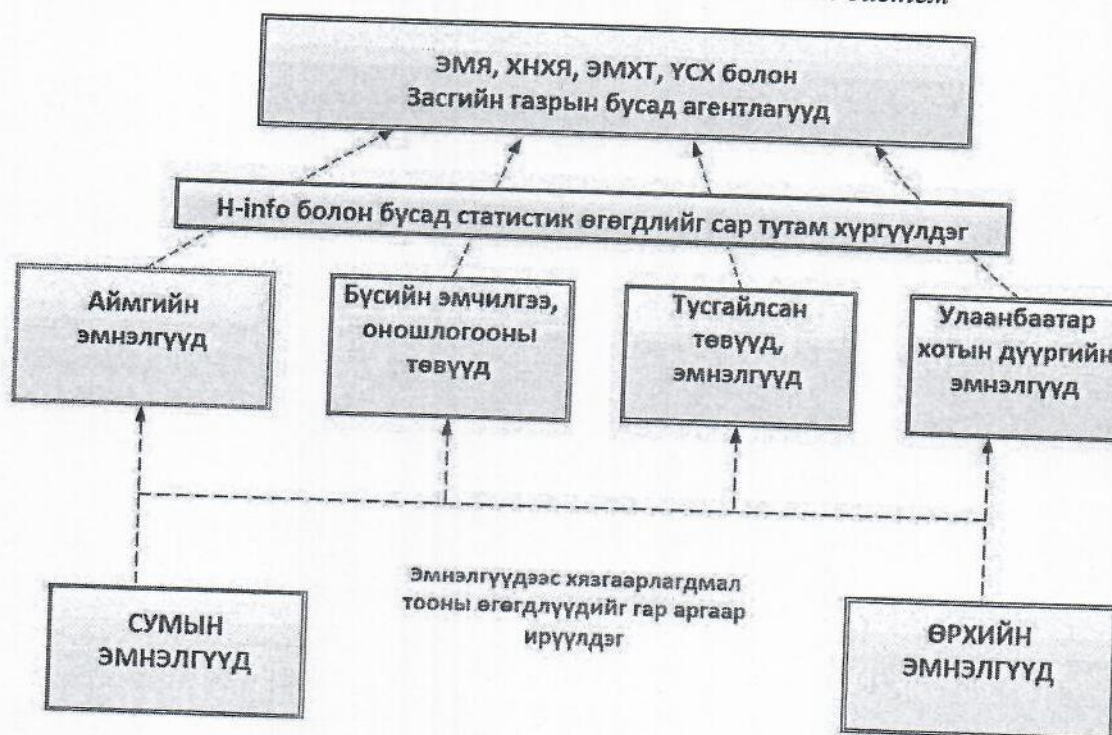 ЭМЯ, ХНХЯ, ЭМХТ, ҮСХ болон
Засгийн газрын бусад агентлагууд
H-info болон бусад статистик өгөгдлийг сар тутам хүргүүлдэг
Аймгийн
эмнэлгүүд
Бүсийн эмчилгээ,
оношлогооны
төвүүд
Тусгайлсан
төвүүд,
эмнэлгүүд
Улаанбаатар
хотын дүүргийн
эмнэлгүүд
Эмнэлгүүдээс хязгаарлагдмал
тооны өгөгдлүүдийг гар аргаар
ирүүлдэг
СУМЫН
ЭМНЭЛГҮҮД
ӨРХИЙН
ЭМНЭЛГҮҮД